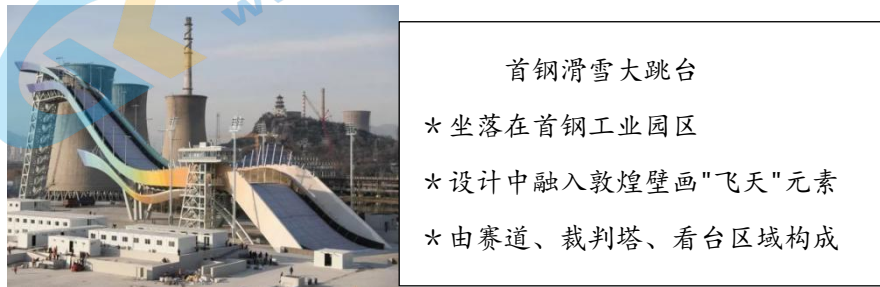 首钢滑雪大跳台
*坐落在首钢工业园区
*设计中融入敦煌壁画"飞天"元素
*由赛道、裁判塔、看台区域构成